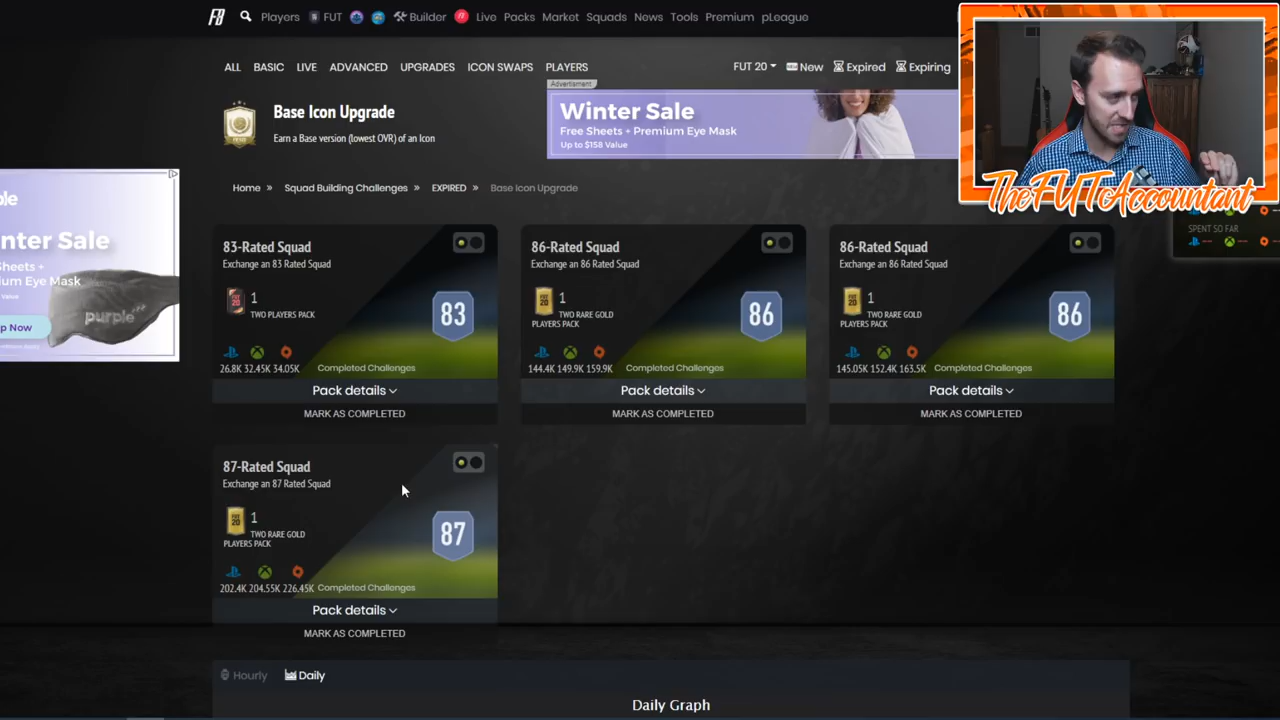 Players FUT Builder Live Packs Market Squads News Tools Premium pLeague
ALL BASIC LIVE ADVANCED UPGRADES ICON SWAPS PLAYERS
FUT 20 New Expired Expiring
Advertisment
Base Icon Upgrade
Earn a Base version (lowest OVR) of an Icon
Winter Sale
Free Sheets + Premium Eye Mask
Up to $158 Value
TheFUTAccountant
SPENT SO FAR
Home » Squad Building Challenges » EXPIRED » Base Icon Upgrade
ple
nter Sale
Sheets +
um Eye Mask
Value
p Now
purple
83-Rated Squad
Exchange an 83 Rated Squad
1
TWO PLAYERS PACK
83
26.8K 32.45K 34.05K Completed Challenges
Pack details
MARK AS COMPLETED
86-Rated Squad
Exchange an 86 Rated Squad
1
TWO RARE GOLD
PLAYERS PACK
86
144.4K 149.9K 159.9K Completed Challenges
Pack details
MARK AS COMPLETED
86-Rated Squad
Exchange an 86 Rated Squad
1
TWO RARE GOLD
PLAYERS PACK
86
145.05K 152.4K 163.5K Completed Challenges
Pack details
MARK AS COMPLETED
87-Rated Squad
Exchange an 87 Rated Squad
1
TWO RARE GOLD
PLAYERS PACK
87
202.4K 204.55K 226.45K Completed Challenges
Pack details
MARK AS COMPLETED
Hourly Daily
Daily Graph